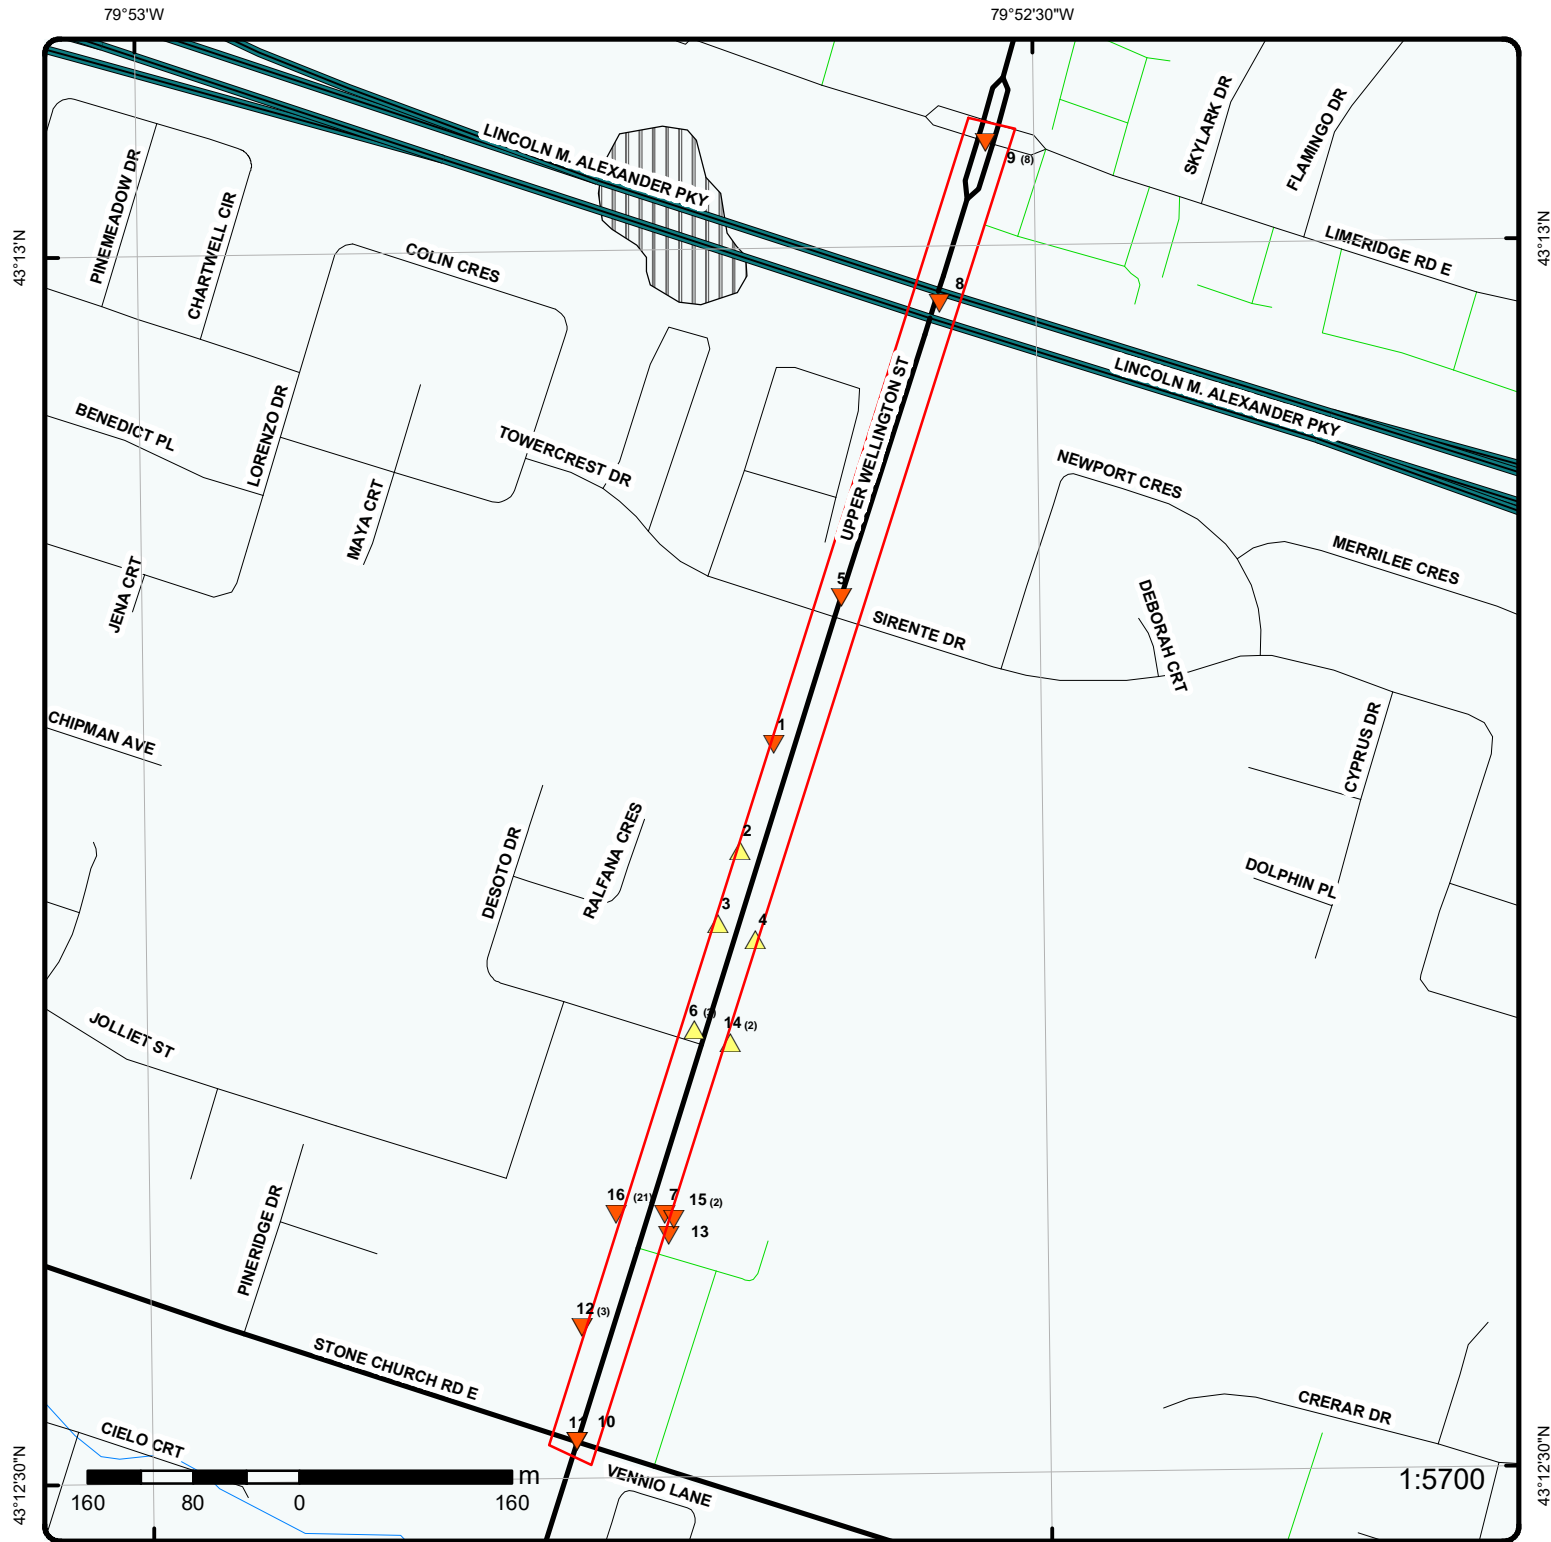 79°53'W
79°52'30"W
SKYLARK DR
FLAMINGO DR
LINCOLN M. ALEXANDER PKY
9 (8)
PINEMEADOW DR
CHARTWELL CIR
43°13'N
43°13'N
COLIN CRES
LIMERIDGE RD E
8
LINCOLN M. ALEXANDER PKY
UPPER WELLINGTON ST
BENEDICT PL
LORENZO DR
TOWERCREST DR
MAYA CRT
NEWPORT CRES
MERRILEE CRES
JENA CRT
5
SIRENTE DR
DEBORAH CRT
CHIPMAN AVE
1
CYPRUS DR
2
DESOTO DR
RALFANA CRES
DOLPHIN PL
3
4
JOLLIET ST
6
14 (2)
PINERIDGE DR
16 (21)
7
15 (2)
13
12 (3)
STONE CHURCH RD E
CRERAR DR
11
10
CIELO CRT
VENNIO LANE
43°12'30"N
43°12'30"N
m
160
80
0
160
1:5700